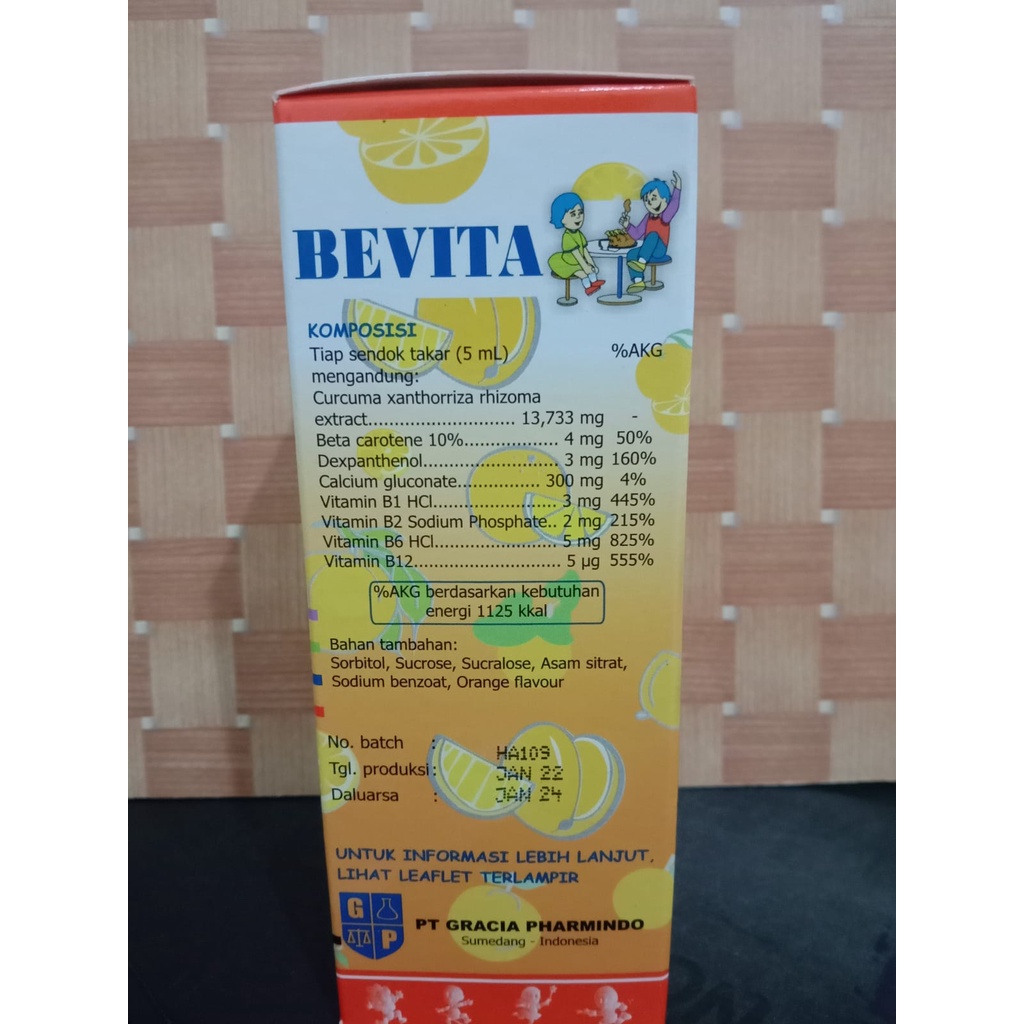 BEVITA
KOMPOSISI
Tiap sendok takar (5 mL) %AKG
mengandung:
Curcuma xanthorriza rhizoma
extract............................ 13,733 mg -
Beta carotene 10%.................. 4 mg 50%
Dexpanthenol.......................... 3 mg 160%
Calcium gluconate................ 300 mg 4%
Vitamin B1 HCl........................ 3 mg 445%
Vitamin B2 Sodium Phosphate.. 2 mg 215%
Vitamin B6 HCl........................ 5 mg 825%
Vitamin B12............................ 5 µg 555%
%AKG berdasarkan kebutuhan
energi 1125 kkal
Bahan tambahan:
Sorbitol, Sucrose, Sucralose, Asam sitrat,
Sodium benzoat, Orange flavour
No. batch : HA109
Tgl. produksi : JAN 22
Daluarsa : JAN 24
UNTUK INFORMASI LEBIH LANJUT,
LIHAT LEAFLET TERLAMPIR
G
P
PT GRACIA PHARMINDO
Sumedang - Indonesia